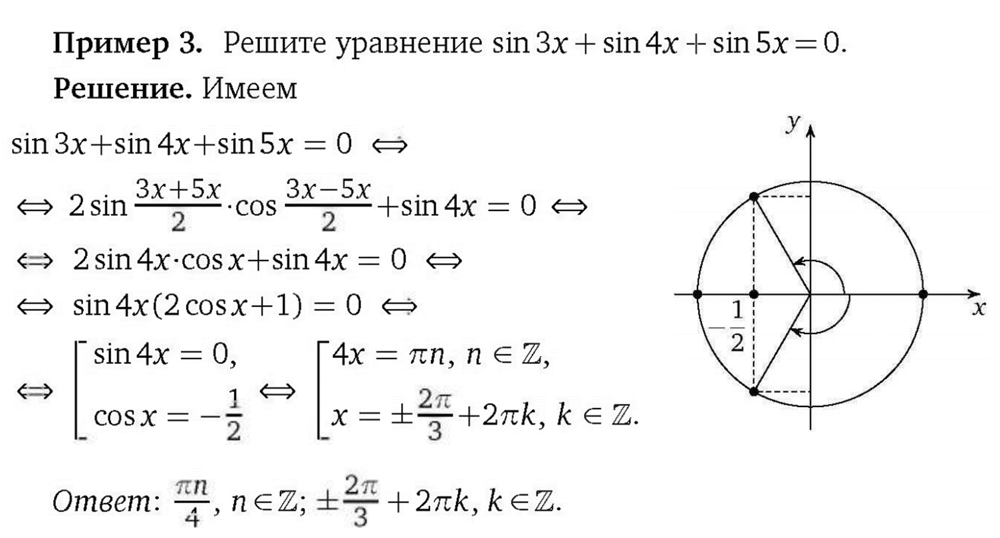 Пример 3. Решите уравнение sin 3x + sin 4x + sin 5x = 0.
Решение. Имеем
sin 3x+sin 4x+sin 5x = 0 ⟺
⟺ 2 sin (3x+5x)/2 · cos (3x−5x)/2 + sin 4x = 0 ⟺
⟺ 2 sin 4x·cos x+sin 4x = 0 ⟺
⟺ sin 4x(2 cos x+1) = 0 ⟺
⟺ [ sin 4x = 0, cos x = −1/2 ⟺ [ 4x = πn, n ∈ ℤ, x = ±2π/3 +2πk, k ∈ ℤ.
Ответ: πn/4, n∈ℤ; ±2π/3 + 2πk, k∈ℤ.
y
x
−1/2